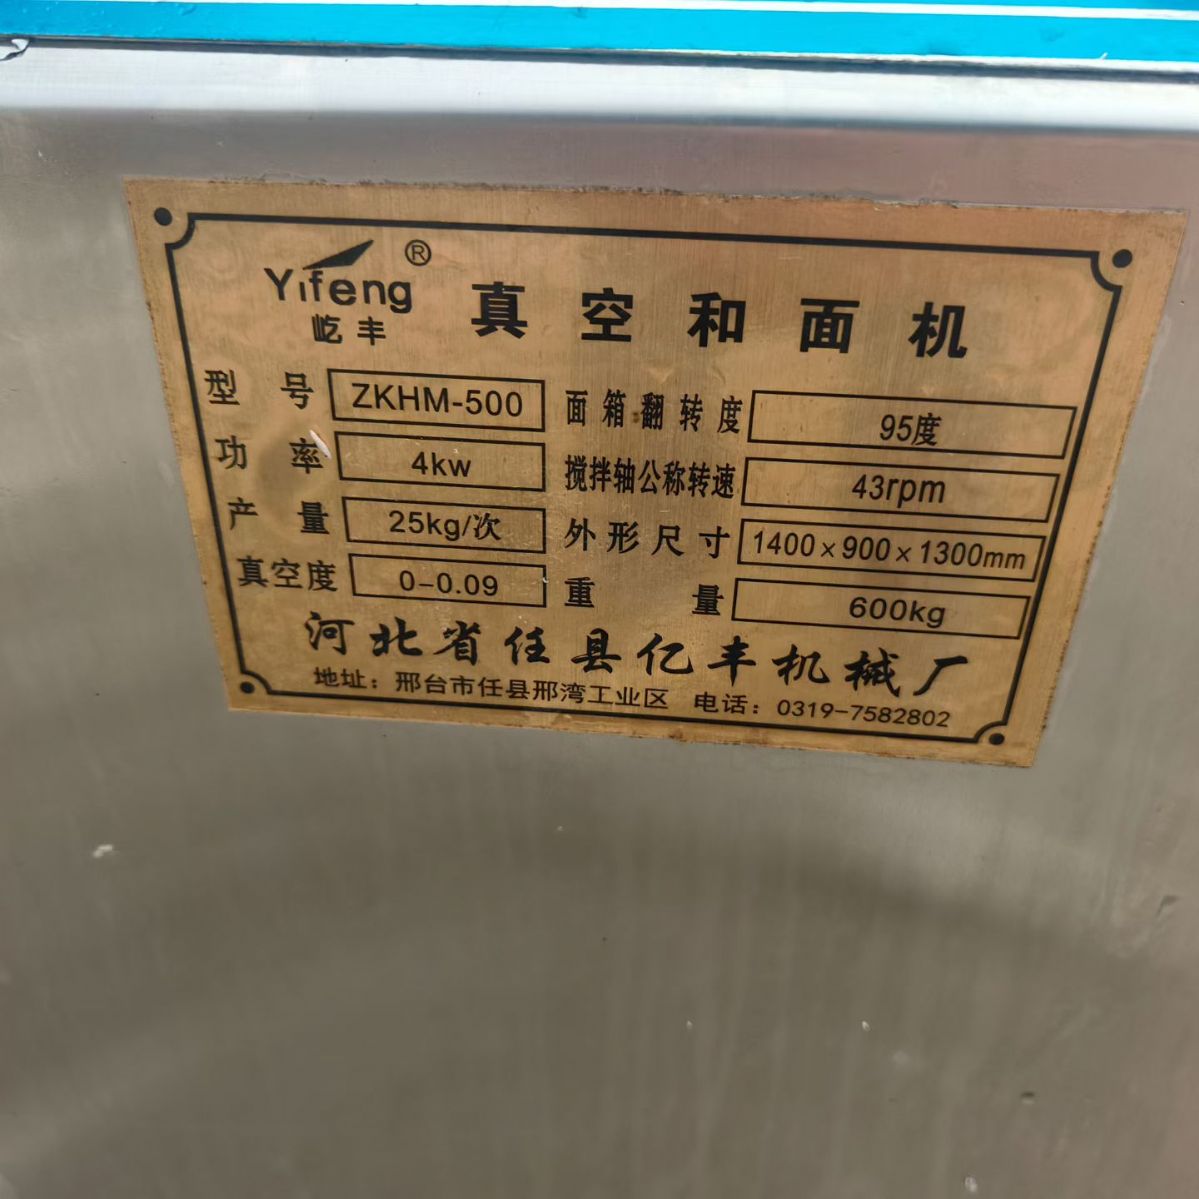 Yifeng®
屹丰
真空和面机
型号 ZKHM-500 面箱翻转度 95度
功率 4kw 搅拌轴公称转速 43rpm
产量 25kg/次 外形尺寸 1400×900×1300mm
真空度 0-0.09 重量 600kg
河北省任县亿丰机械厂
地址：邢台市任县邢湾工业区 电话：0319-7582802